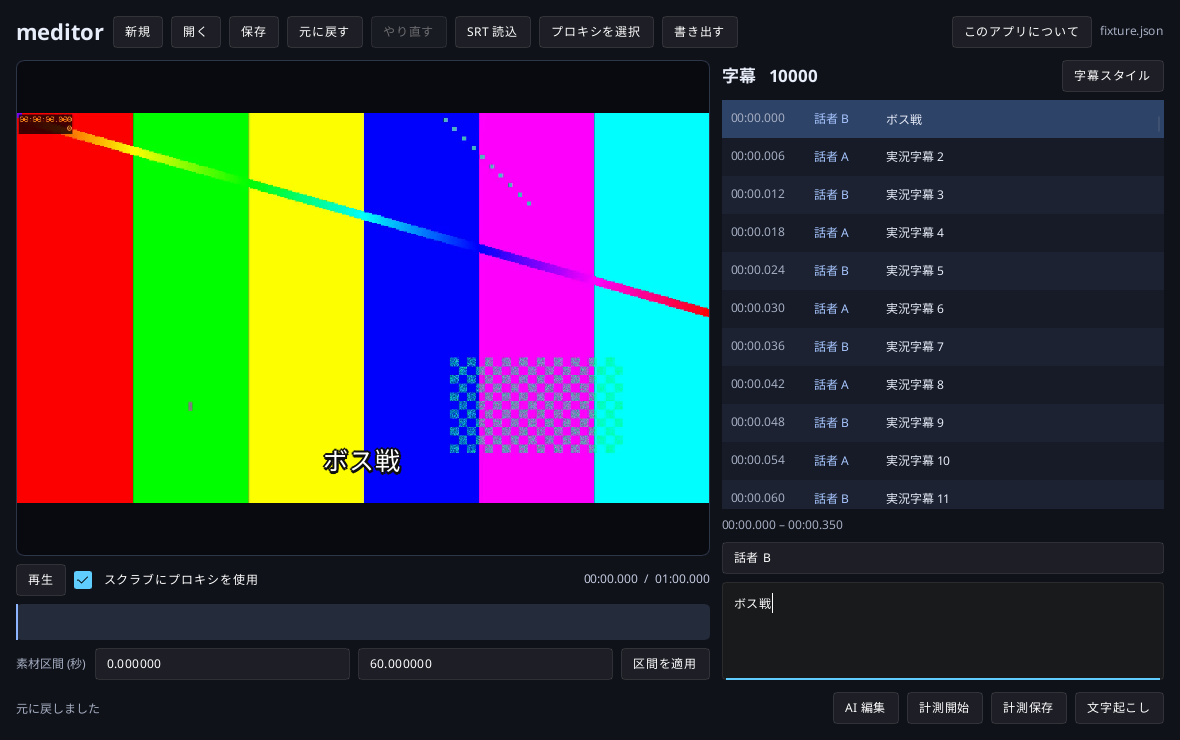 meditor 新規 開く 保存 元に戻す やり直す SRT 読込 プロキシを選択 書き出す このアプリについて fixture.json
字幕 10000 字幕スタイル
00:00:00.000
0
ボス戦
00:00.000 話者 B ボス戦
00:00.006 話者 A 実況字幕 2
00:00.012 話者 B 実況字幕 3
00:00.018 話者 A 実況字幕 4
00:00.024 話者 B 実況字幕 5
00:00.030 話者 A 実況字幕 6
00:00.036 話者 B 実況字幕 7
00:00.042 話者 A 実況字幕 8
00:00.048 話者 B 実況字幕 9
00:00.054 話者 A 実況字幕 10
00:00.060 話者 B 実況字幕 11
00:00.000 – 00:00.350
話者 B
ボス戦
再生 スクラブにプロキシを使用 00:00.000 / 01:00.000
素材区間 (秒) 0.000000 60.000000 区間を適用
元に戻しました AI 編集 計測開始 計測保存 文字起こし